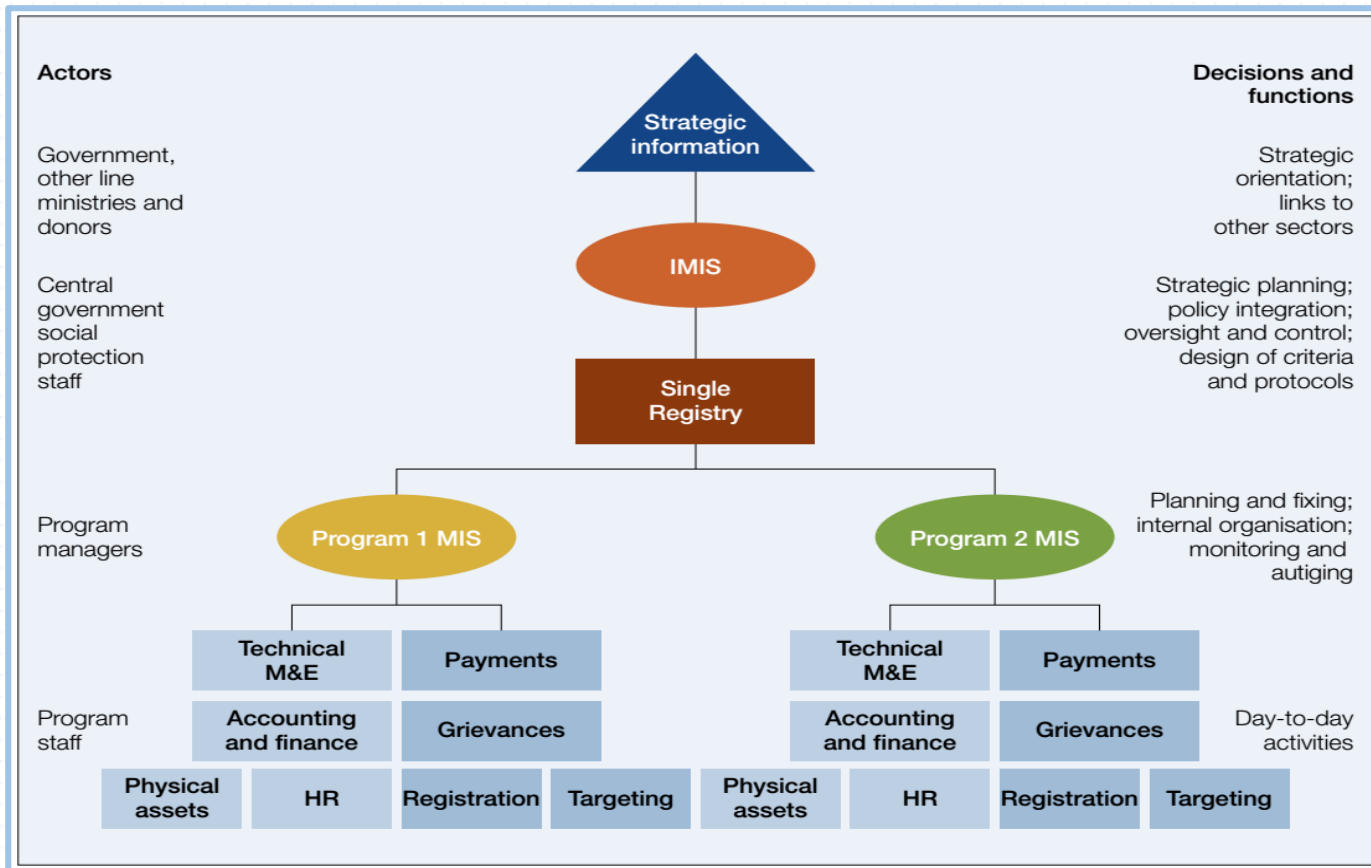 Actors
Decisions and
functions
Strategic
information
Government,
other line
ministries and
donors
Strategic
orientation;
links to
other sectors
IMIS
Central
government
social
protection
staff
Strategic planning;
policy integration;
oversight and control;
design of criteria
and protocols
Single
Registry
Program
managers
Program 1 MIS
Program 2 MIS
Planning and fixing;
internal organisation;
monitoring and
autiging
Technical
M&E
Payments
Technical
M&E
Payments
Program
staff
Accounting
and finance
Grievances
Accounting
and finance
Grievances
Day-to-day
activities
Physical
assets
HR
Registration
Targeting
Physical
assets
HR
Registration
Targeting